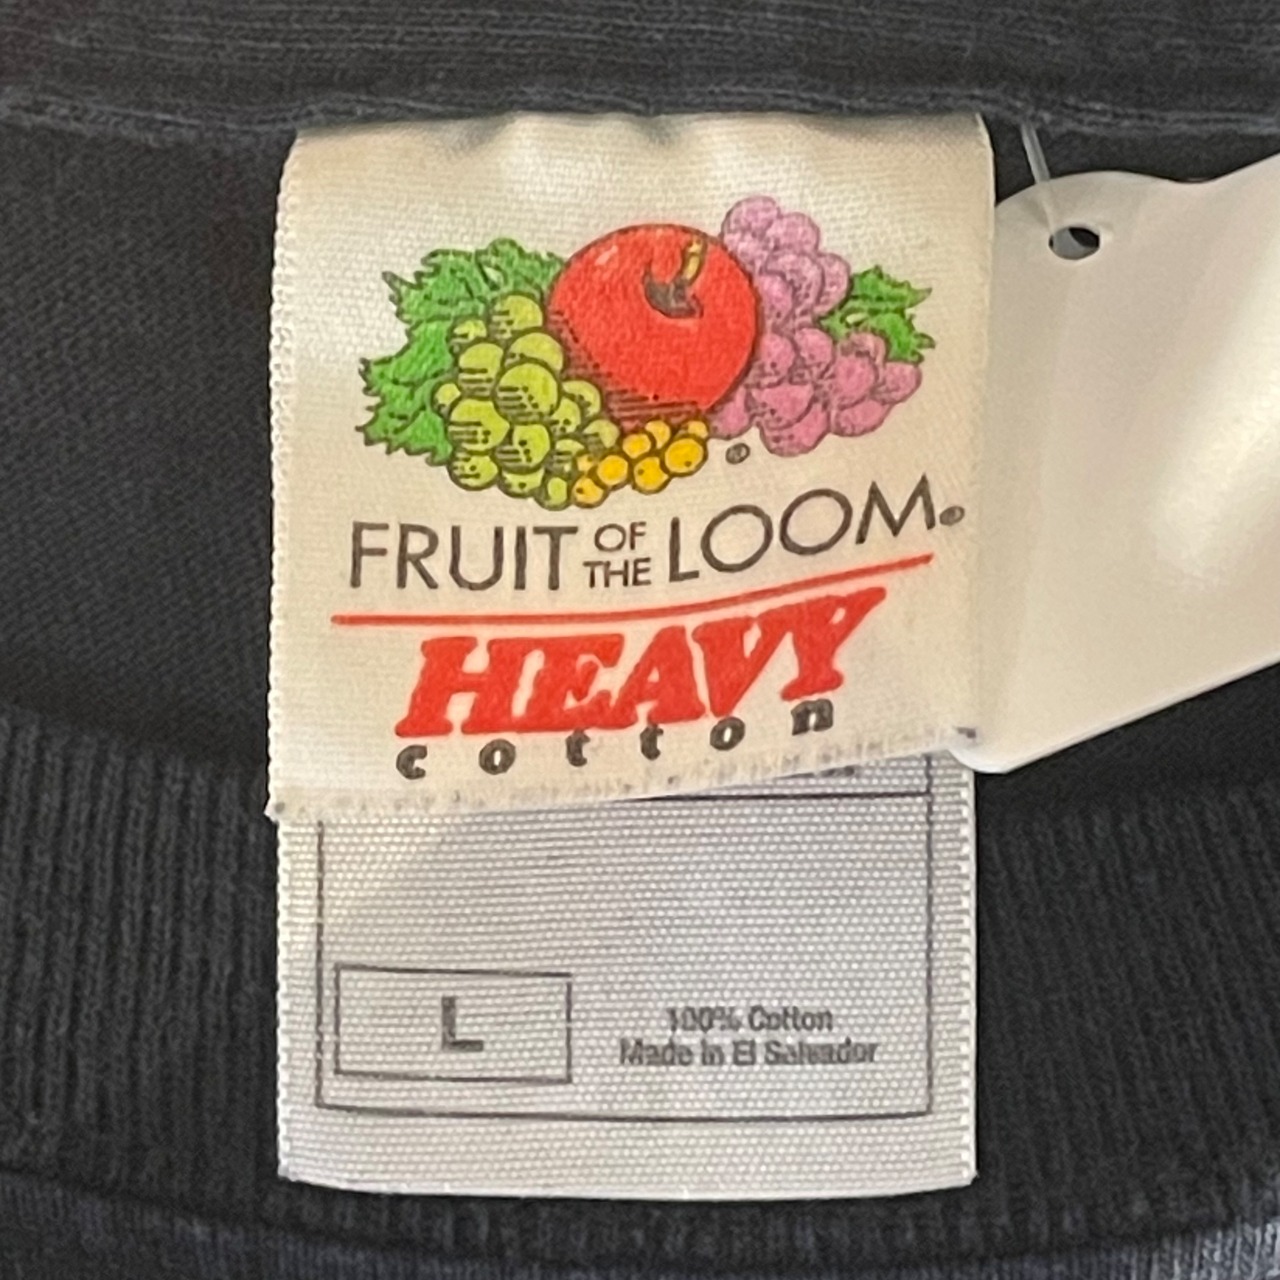 FRUIT OF THE LOOM®
HEAVY
cotton
L
100% Cotton
Made in El Salvador